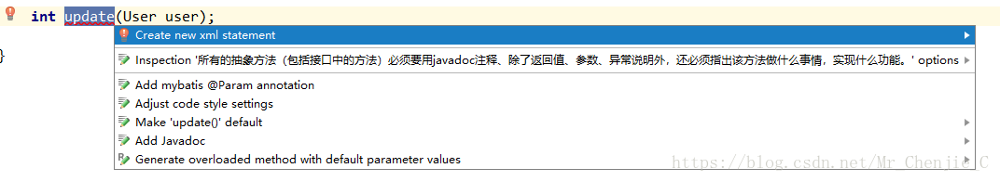 int update(User user);
Create new xml statement
Inspection '所有的抽象方法（包括接口中的方法）必须要用javadoc注释、除了返回值、参数、异常说明外，还必须指出该方法做什么事情，实现什么功能。' options
}
Add mybatis @Param annotation
Adjust code style settings
Make 'update()' default
Add Javadoc
Generate overloaded method with default parameter values
https://blog.csdn.net/Mr_Chenjie_C